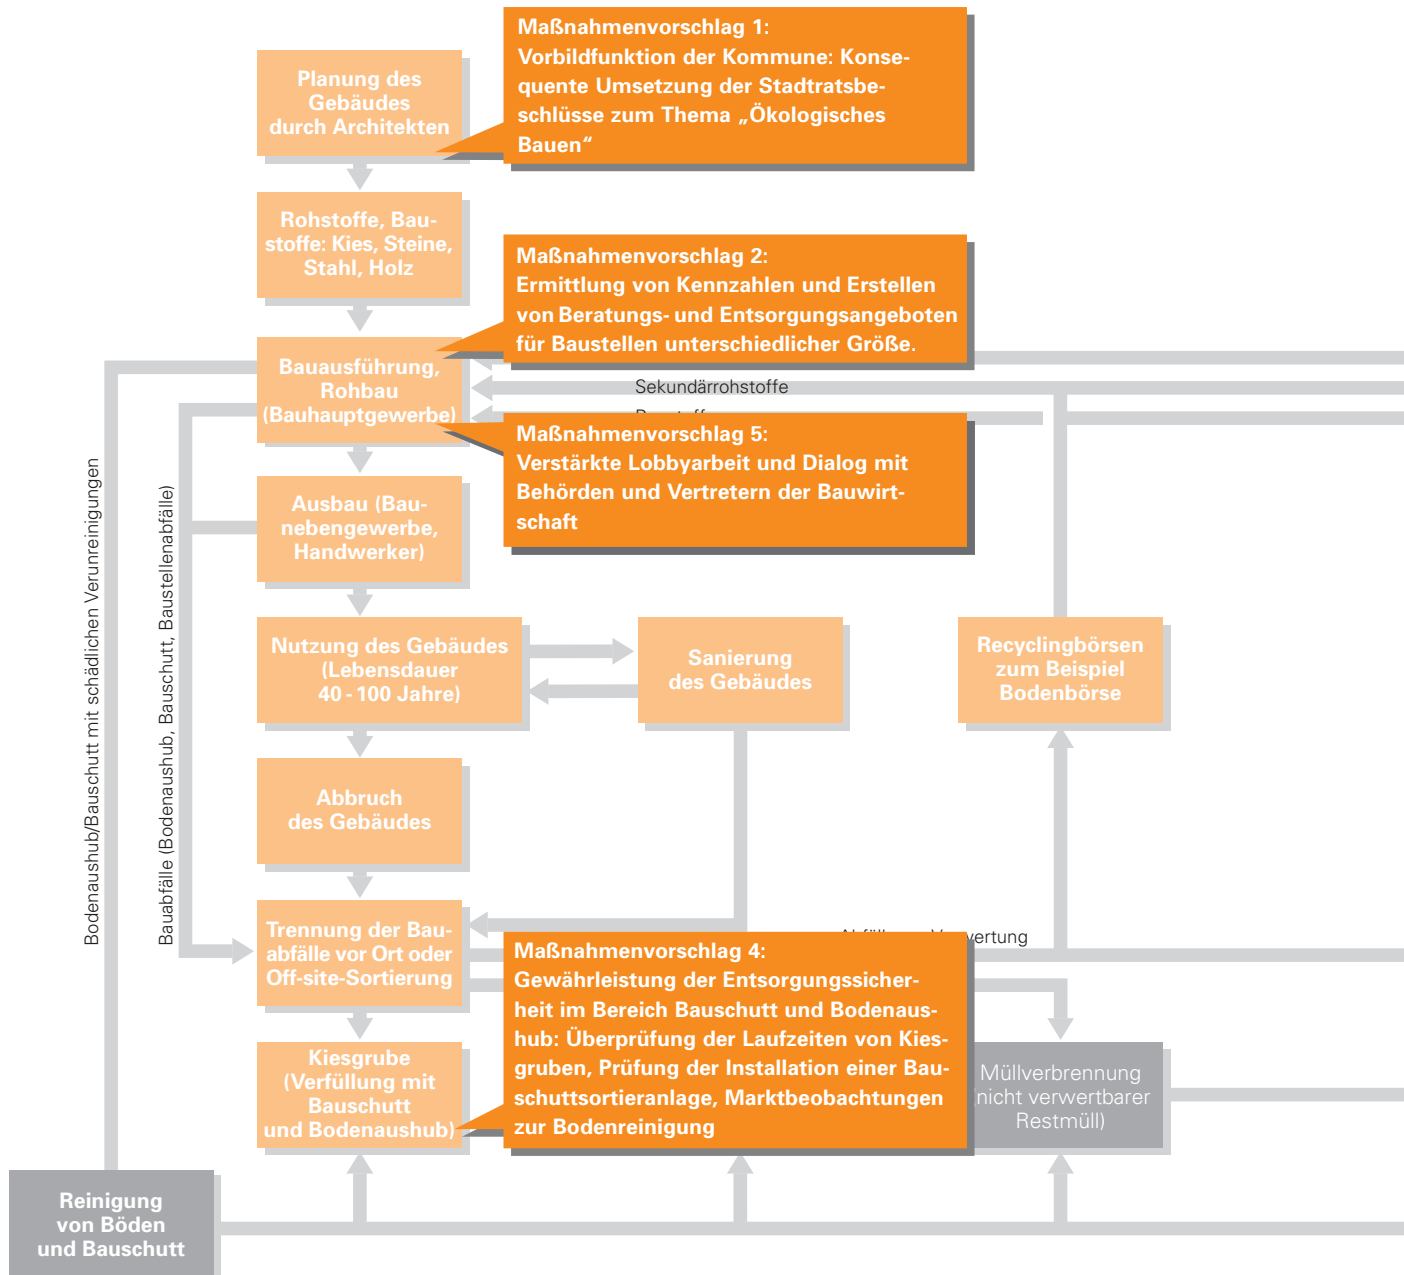 Maßnahmenvorschlag 1:
Vorbildfunktion der Kommune: Konse-
quente Umsetzung der Stadtratsbe-
schlüsse zum Thema „Ökologisches
Bauen“
Planung des
Gebäudes
durch Architekten
Rohstoffe, Bau-
stoffe: Kies, Steine,
Stahl, Holz
Maßnahmenvorschlag 2:
Ermittlung von Kennzahlen und Erstellen
von Beratungs- und Entsorgungsangeboten
für Baustellen unterschiedlicher Größe.
Bauausführung,
Rohbau
(Bauhauptgewerbe)
Sekundärrohstoffe
Maßnahmenvorschlag 5:
Verstärkte Lobbyarbeit und Dialog mit
Behörden und Vertretern der Bauwirt-
schaft
Ausbau (Bau-
nebengewerbe,
Handwerker)
Bodenaushub/Bauschutt mit schädlichen Verunreinigungen
Bauabfälle (Bodenaushub, Bauschutt, Baustellenabfälle)
Nutzung des Gebäudes
(Lebensdauer
40 - 100 Jahre)
Sanierung
des Gebäudes
Recyclingbörsen
zum Beispiel
Bodenbörse
Abbruch
des Gebäudes
Trennung der Bau-
abfälle vor Ort oder
Off-site-Sortierung
Maßnahmenvorschlag 4:
Gewährleistung der Entsorgungssicher-
heit im Bereich Bauschutt und Bodenaus-
hub: Überprüfung der Laufzeiten von Kies-
gruben, Prüfung der Installation einer Bau-
schuttsortieranlage, Marktbeobachtungen
zur Bodenreinigung
Kiesgrube
(Verfüllung mit
Bauschutt
und Bodenaushub)
Müllverbrennung
(nicht verwertbarer
Restmüll)
Reinigung
von Böden
und Bauschutt